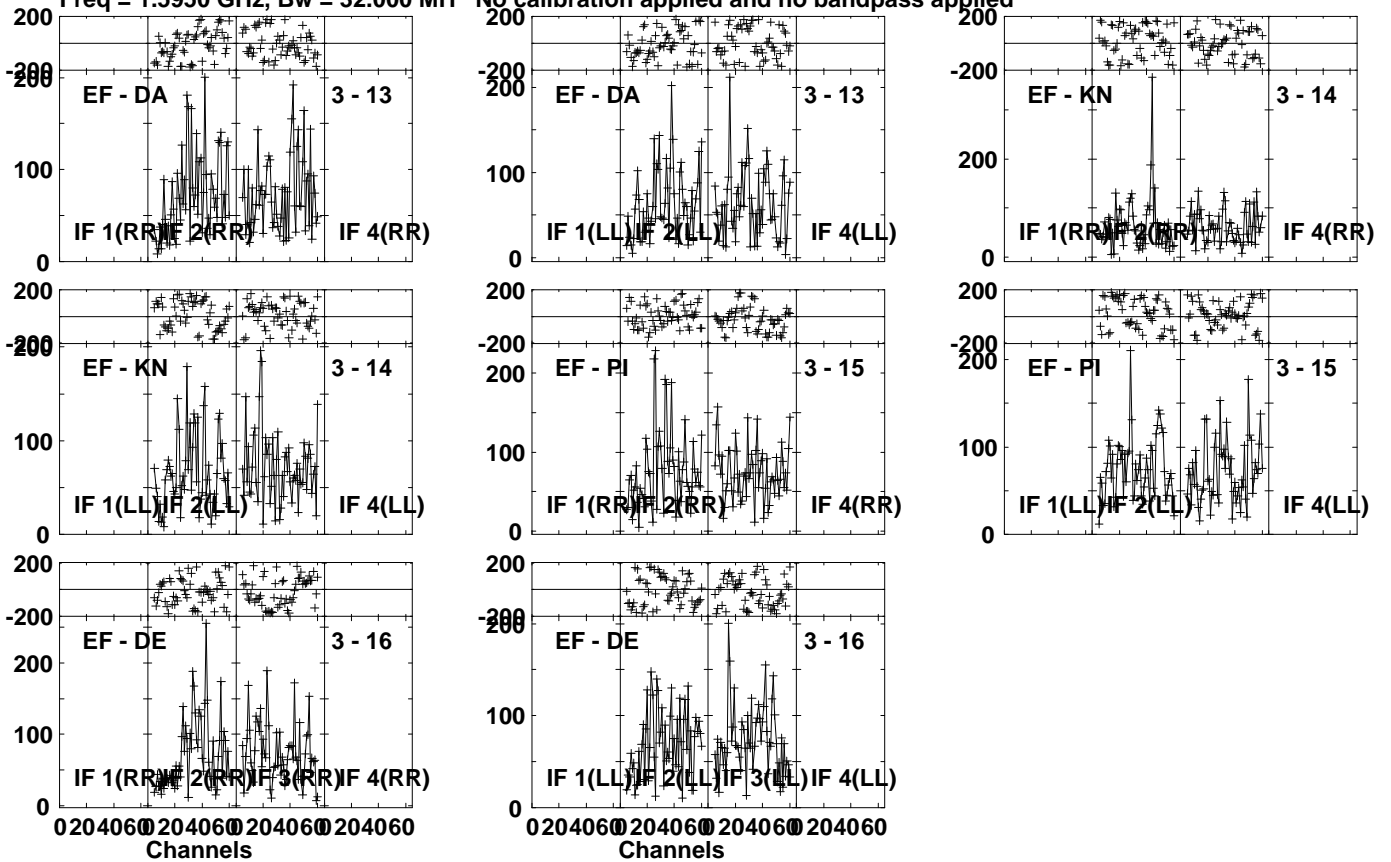 Freq = 1.5950 GHz, Bw = 32.000 MH No calibration applied and no bandpass applied
200 200 200
-200 -200 -200
200 200
EF - DA 3 - 13 EF - DA 3 - 13 EF - KN 3 - 14
200
100 100
IF 1(RR) IF 2(RR) IF 4(RR) IF 1(LL) IF 2(LL) IF 4(LL) IF 1(RR) IF 2(RR) IF 4(RR)
0 0 0
200 200 200
-200 -200 -200
200 200
EF - KN 3 - 14 EF - PI 3 - 15 EF - PI 3 - 15
200
100 100 100
IF 1(LL) IF 2(LL) IF 4(LL) IF 1(RR) IF 2(RR) IF 4(RR) IF 1(LL) IF 2(LL) IF 4(LL)
0 0 0
200 200
-200 -200
200
EF - DE 3 - 16 EF - DE 3 - 16
200
100 100
IF 1(RR) IF 2(RR) IF 3(RR) IF 4(RR) IF 1(LL) IF 2(LL) IF 3(LL) IF 4(LL)
0 0
0 20 40 60 0 20 40 60 0 20 40 60 0 20 40 60 0 20 40 60 0 20 40 60 0 20 40 60 0 20 40 60
Channels Channels